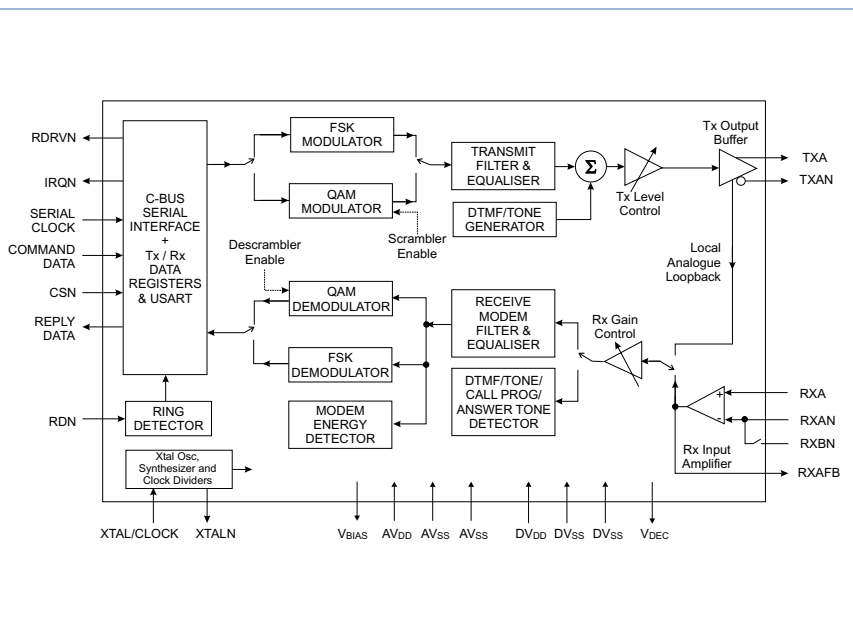 RDRVN
IRQN
SERIAL
CLOCK
COMMAND
DATA
CSN
REPLY
DATA
RDN
C-BUS
SERIAL
INTERFACE
+
Tx / Rx
DATA
REGISTERS
& USART
RING
DETECTOR
Xtal Osc,
Synthesizer and
Clock Dividers
XTAL/CLOCK
XTALN
FSK
MODULATOR
QAM
MODULATOR
Descrambler
Enable
Scrambler
Enable
QAM
DEMODULATOR
FSK
DEMODULATOR
MODEM
ENERGY
DETECTOR
TRANSMIT
FILTER &
EQUALISER
DTMF/TONE
GENERATOR
Σ
Tx Level
Control
Tx Output
Buffer
TXA
TXAN
Local
Analogue
Loopback
RECEIVE
MODEM
FILTER &
EQUALISER
DTMF/TONE/
CALL PROG/
ANSWER TONE
DETECTOR
Rx Gain
Control
+
-
Rx Input
Amplifier
RXA
RXAN
RXBN
RXAFB
VBIAS
AVDD
AVSS
AVSS
DVDD
DVSS
DVSS
VDEC